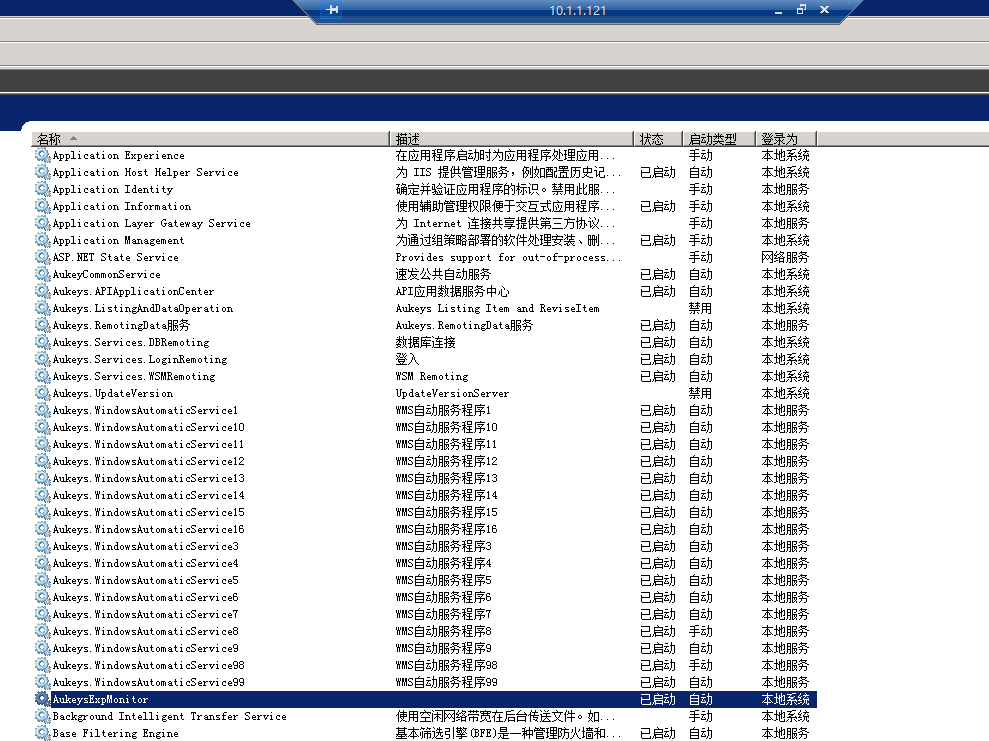 10.1.1.121
名称 描述 状态 启动类型 登录为
Application Experience 在应用程序启动时为应用程序处理应用... 手动 本地系统
Application Host Helper Service 为 IIS 提供管理服务，例如配置历史记... 已启动 自动 本地系统
Application Identity 确定并验证应用程序的标识。禁用此服... 手动 本地服务
Application Information 使用辅助管理权限便于交互式应用程序... 已启动 手动 本地系统
Application Layer Gateway Service 为 Internet 连接共享提供第三方协议... 手动 本地服务
Application Management 为通过组策略部署的软件处理安装、删... 已启动 手动 本地系统
ASP.NET State Service Provides support for out-of-process... 手动 网络服务
AukeyCommonService 速发公共自动服务 已启动 自动 本地系统
Aukeys.APIApplicationCenter API应用数据服务中心 已启动 自动 本地系统
Aukeys.ListingAndDataOperation Aukeys Listing Item and ReviseItem 禁用 本地系统
Aukeys.RemotingData服务 Aukeys.RemotingData服务 已启动 自动 本地服务
Aukeys.Services.DBRemoting 数据库连接 已启动 自动 本地系统
Aukeys.Services.LoginRemoting 登入 已启动 自动 本地系统
Aukeys.Services.WSMRemoting WSM Remoting 已启动 自动 本地系统
Aukeys.UpdateVersion UpdateVersionServer 禁用 本地系统
Aukeys.WindowsAutomaticService1 WMS自动服务程序1 已启动 自动 本地服务
Aukeys.WindowsAutomaticService10 WMS自动服务程序10 已启动 自动 本地服务
Aukeys.WindowsAutomaticService11 WMS自动服务程序11 已启动 自动 本地服务
Aukeys.WindowsAutomaticService12 WMS自动服务程序12 已启动 自动 本地服务
Aukeys.WindowsAutomaticService13 WMS自动服务程序13 已启动 自动 本地服务
Aukeys.WindowsAutomaticService14 WMS自动服务程序14 已启动 自动 本地服务
Aukeys.WindowsAutomaticService15 WMS自动服务程序15 已启动 自动 本地服务
Aukeys.WindowsAutomaticService16 WMS自动服务程序16 已启动 自动 本地服务
Aukeys.WindowsAutomaticService3 WMS自动服务程序3 已启动 自动 本地服务
Aukeys.WindowsAutomaticService4 WMS自动服务程序4 已启动 自动 本地服务
Aukeys.WindowsAutomaticService5 WMS自动服务程序5 已启动 自动 本地服务
Aukeys.WindowsAutomaticService6 WMS自动服务程序6 已启动 自动 本地服务
Aukeys.WindowsAutomaticService7 WMS自动服务程序7 已启动 自动 本地服务
Aukeys.WindowsAutomaticService8 WMS自动服务程序8 已启动 手动 本地服务
Aukeys.WindowsAutomaticService9 WMS自动服务程序9 已启动 自动 本地服务
Aukeys.WindowsAutomaticService98 WMS自动服务程序98 已启动 手动 本地服务
Aukeys.WindowsAutomaticService99 WMS自动服务程序99 已启动 自动 本地服务
AukeysExpMonitor 已启动 自动 本地系统
Background Intelligent Transfer Service 使用空闲网络带宽在后台传送文件。如... 手动 本地系统
Base Filtering Engine 基本筛选引擎(BFE)是一种管理防火墙和... 已启动 自动 本地服务